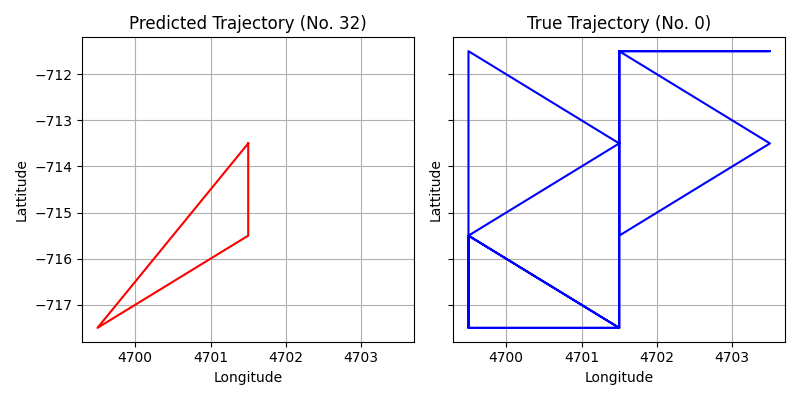 Predicted Trajectory (No. 32)
True Trajectory (No. 0)
Lattitude
−712
−713
−714
−715
−716
−717
4700
4701
4702
4703
Longitude
Lattitude
4700
4701
4702
4703
Longitude